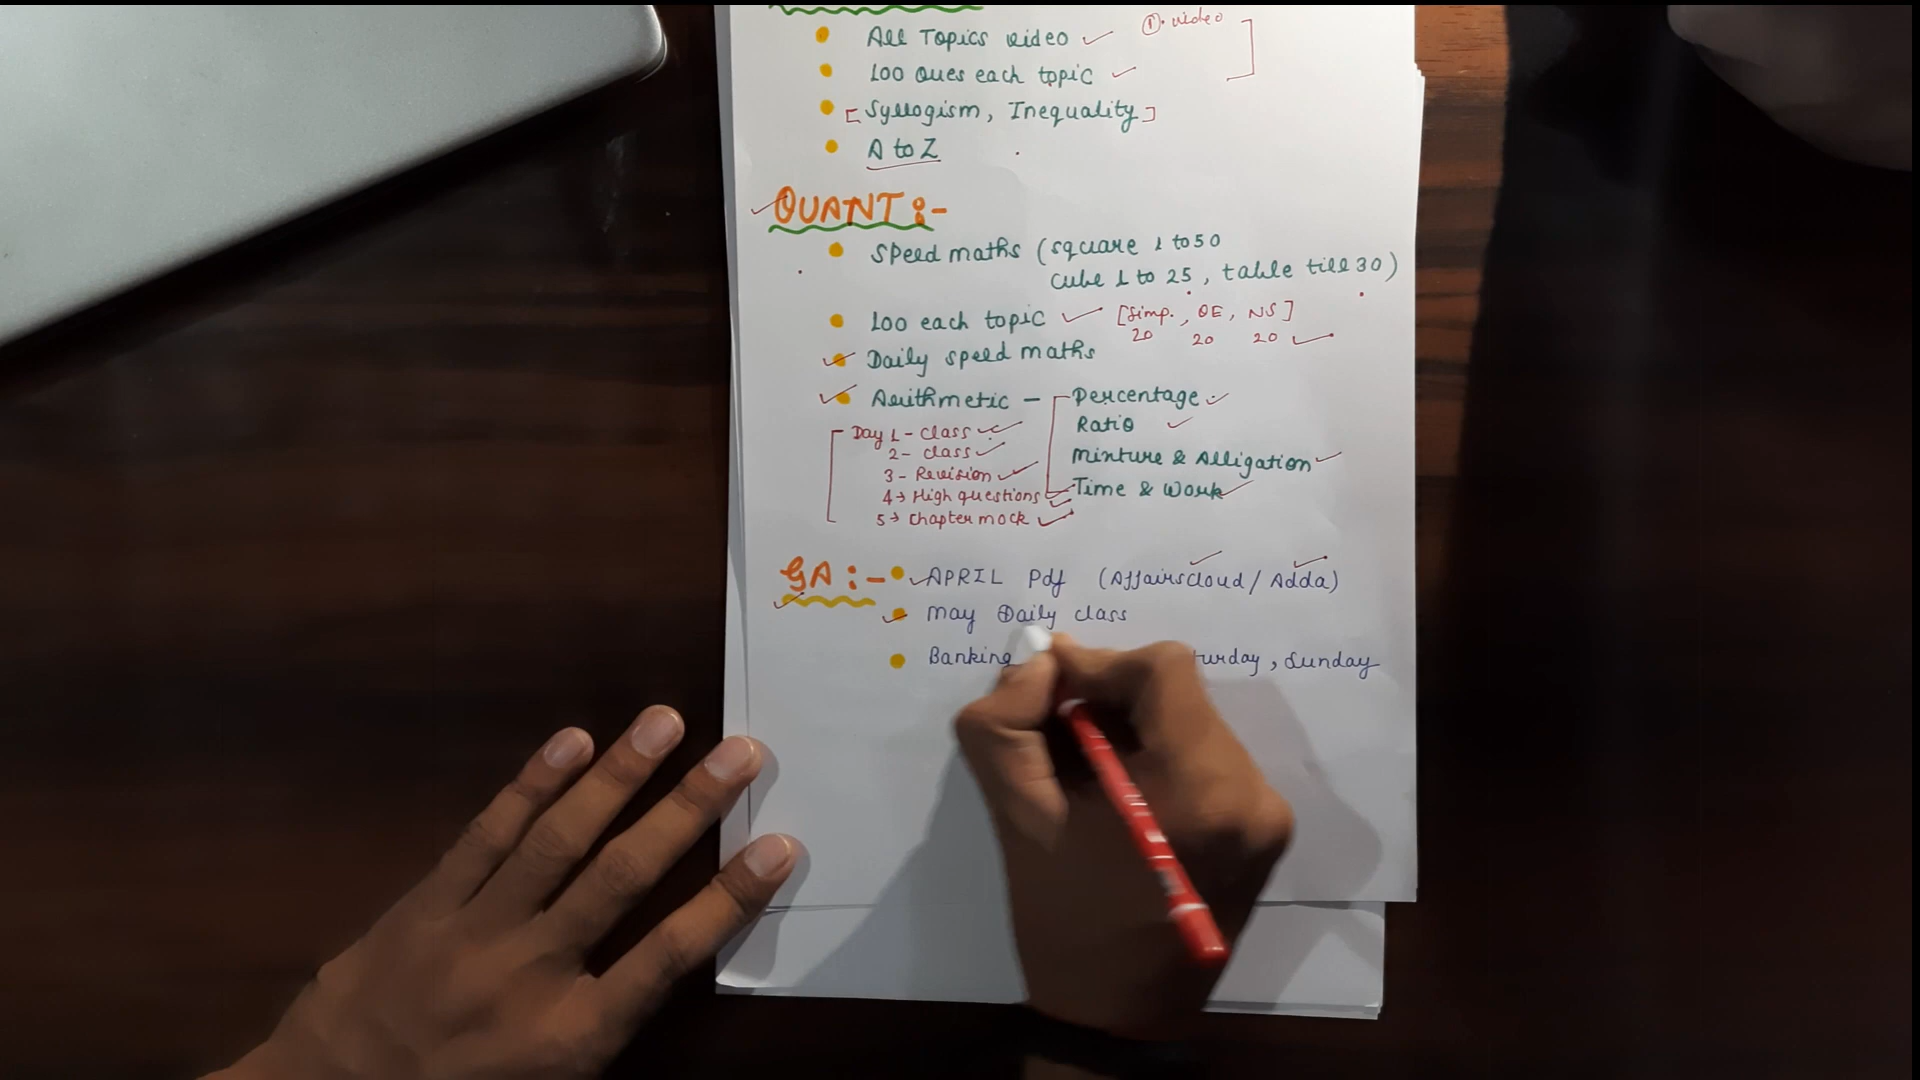 All Topics video ①. video
100 Ques each topic
[Syllogism, Inequality]
A to Z
QUANT :-
Speed maths (square 1 to 50
cube 1 to 25, table till 30)
100 each topic [Simp., QE, NS]
20 20 20
Daily speed maths
Arithmetic - Percentage
Ratio
Mixture & Alligation
Time & Work
Day 1 - class
2 - class
3 - Revision
4 → High questions
5 → Chapter mock
GA :- APRIL Pdf (Affairscloud / Adda)
May Daily class
Banking , Sunday